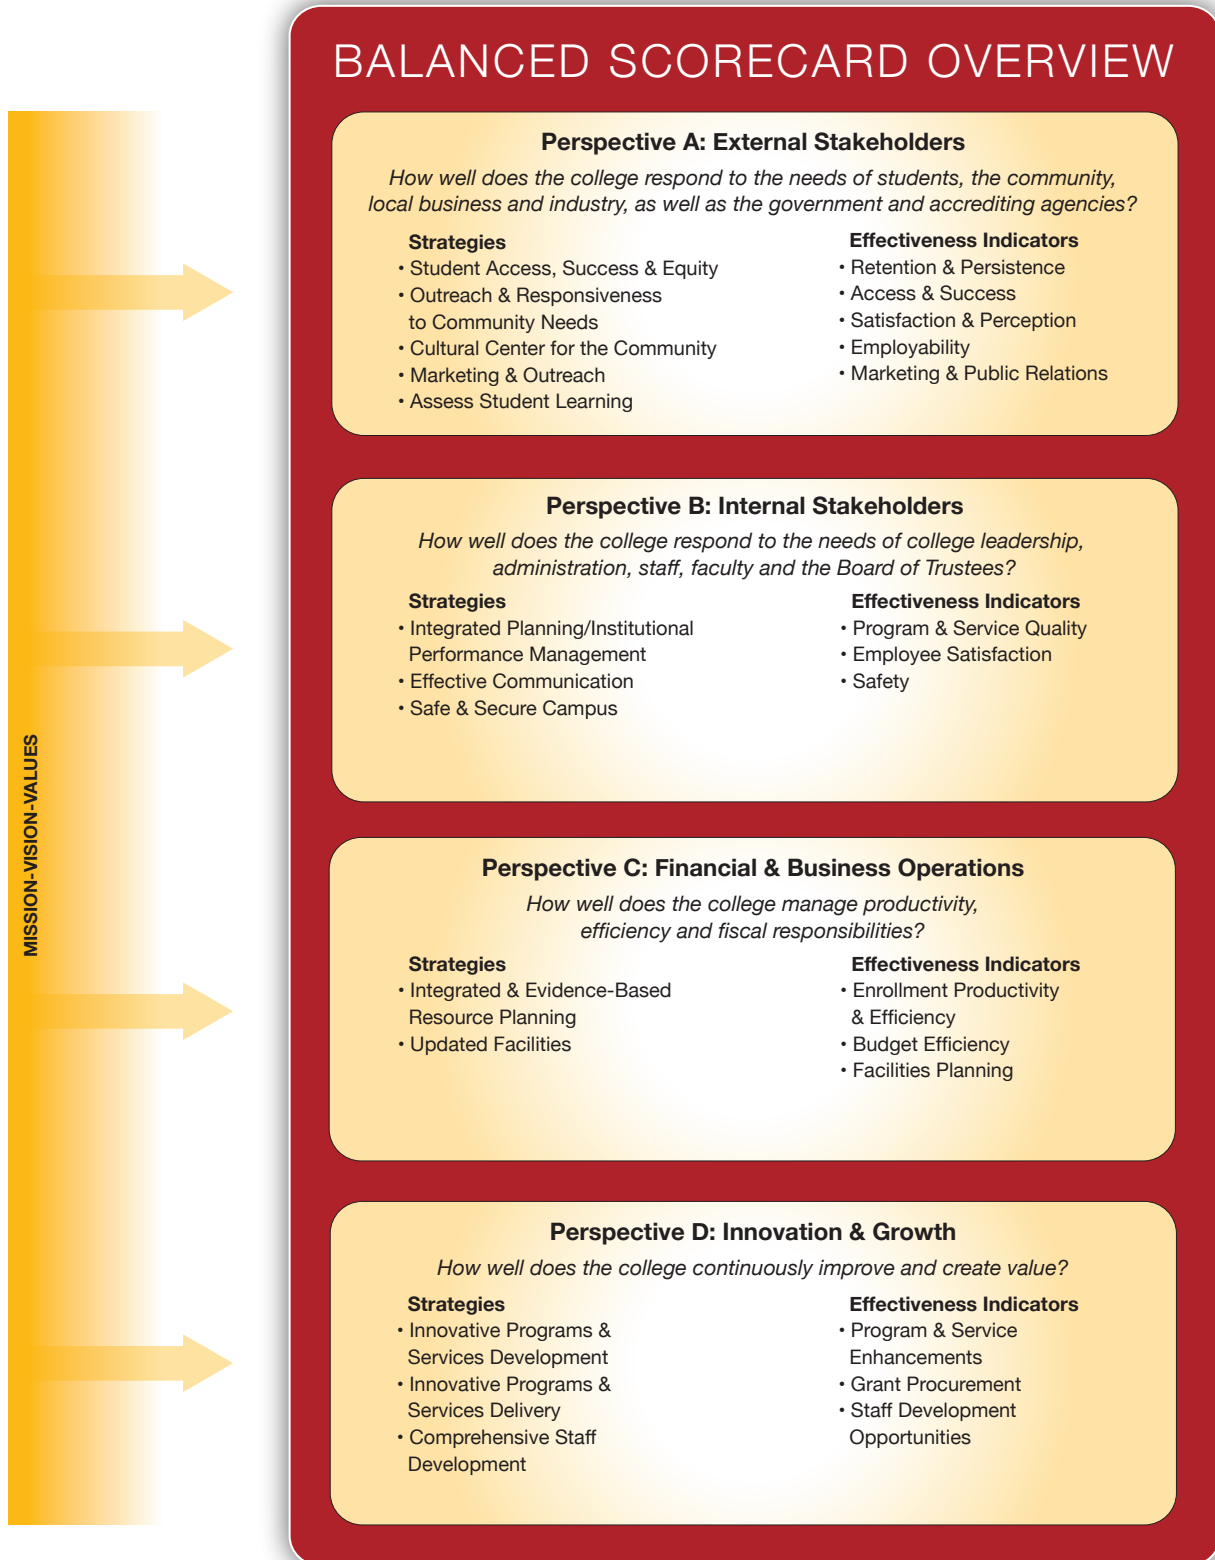 BALANCED SCORECARD OVERVIEW
MISSION-VISION-VALUES
Perspective A: External Stakeholders
How well does the college respond to the needs of students, the community,
local business and industry, as well as the government and accrediting agencies?
Strategies
• Student Access, Success & Equity
• Outreach & Responsiveness
to Community Needs
• Cultural Center for the Community
• Marketing & Outreach
• Assess Student Learning
Effectiveness Indicators
• Retention & Persistence
• Access & Success
• Satisfaction & Perception
• Employability
• Marketing & Public Relations
Perspective B: Internal Stakeholders
How well does the college respond to the needs of college leadership,
administration, staff, faculty and the Board of Trustees?
Strategies
• Integrated Planning/Institutional
Performance Management
• Effective Communication
• Safe & Secure Campus
Effectiveness Indicators
• Program & Service Quality
• Employee Satisfaction
• Safety
Perspective C: Financial & Business Operations
How well does the college manage productivity,
efficiency and fiscal responsibilities?
Strategies
• Integrated & Evidence-Based
Resource Planning
• Updated Facilities
Effectiveness Indicators
• Enrollment Productivity
& Efficiency
• Budget Efficiency
• Facilities Planning
Perspective D: Innovation & Growth
How well does the college continuously improve and create value?
Strategies
• Innovative Programs &
Services Development
• Innovative Programs &
Services Delivery
• Comprehensive Staff
Development
Effectiveness Indicators
• Program & Service
Enhancements
• Grant Procurement
• Staff Development
Opportunities